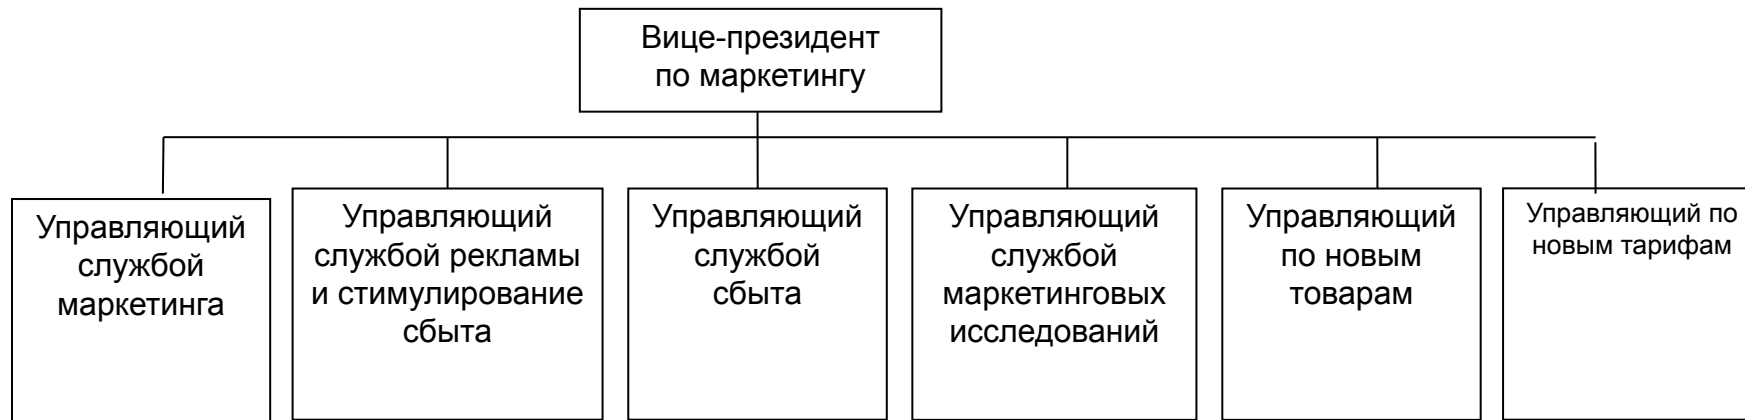 Вице-президент
по маркетингу
Управляющий
службой
маркетинга
Управляющий
службой рекламы
и стимулирование
сбыта
Управляющий
службой
сбыта
Управляющий
службой
маркетинговых
исследований
Управляющий
по новым
товарам
Управляющий по
новым тарифам